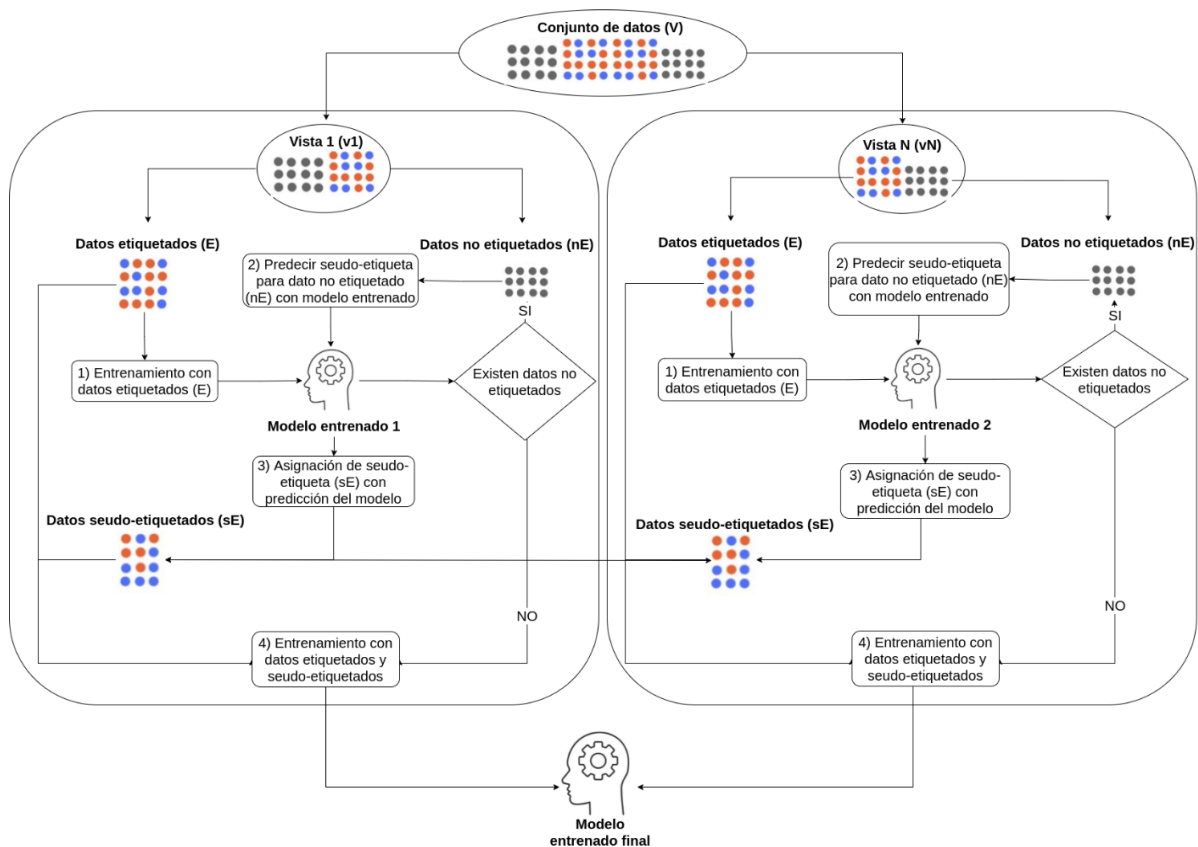 Conjunto de datos (V)
Vista 1 (v1)
Datos etiquetados (E)
Datos no etiquetados (nE)
2) Predecir seudo-etiqueta
para dato no etiquetado
(nE) con modelo entrenado
SI
1) Entrenamiento con
datos etiquetados (E)
Existen datos no
etiquetados
Modelo entrenado 1
3) Asignación de seudo-
etiqueta (sE) con
predicción del modelo
Datos seudo-etiquetados (sE)
NO
4) Entrenamiento con
datos etiquetados y
seudo-etiquetados
Vista N (vN)
Datos etiquetados (E)
Datos no etiquetados (nE)
2) Predecir seudo-etiqueta
para dato no etiquetado (nE)
con modelo entrenado
SI
1) Entrenamiento con
datos etiquetados (E)
Existen datos no
etiquetados
Modelo entrenado 2
3) Asignación de seudo-
etiqueta (sE) con
predicción del modelo
Datos seudo-etiquetados (sE)
NO
4) Entrenamiento con
datos etiquetados y
seudo-etiquetados
Modelo
entrenado final